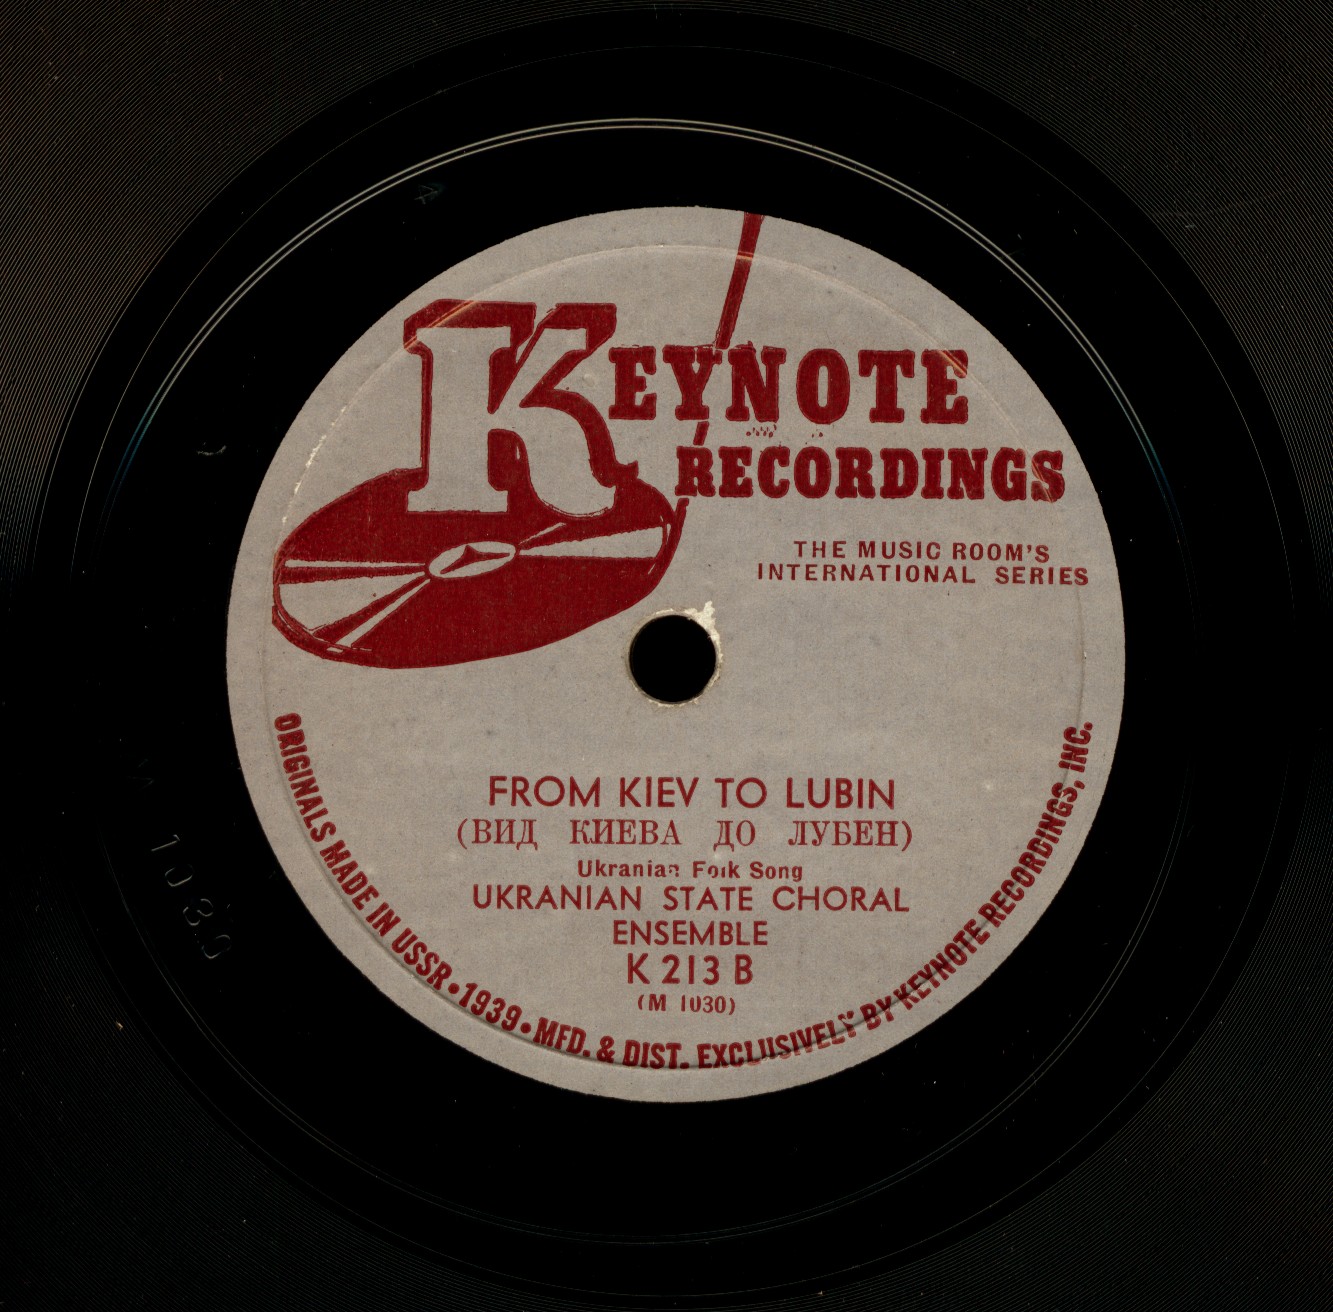 KEYNOTE
RECORDINGS
THE MUSIC ROOM'S
INTERNATIONAL SERIES
FROM KIEV TO LUBIN
(ВИД КИЕВА ДО ЛУБЕН)
Ukranian Folk Song
UKRANIAN STATE CHORAL
ENSEMBLE
K 213 B
(M 1030)
ORIGINALS MADE IN USSR • 1939 • MFD. & DIST. EXCLUSIVELY BY KEYNOTE RECORDINGS, INC.
M 1030